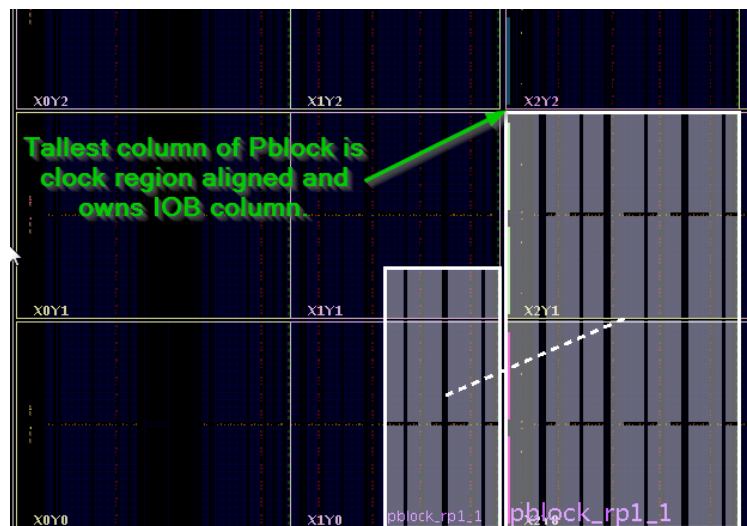 X0Y2
X1Y2
X2Y2
Tallest column of Pblock is
clock region aligned and
owns IOB column.
X0Y1
X1Y1
X2Y1
X0Y0
X1Y0
pblock_rp1_1
pblock_rp1_1
X2Y0